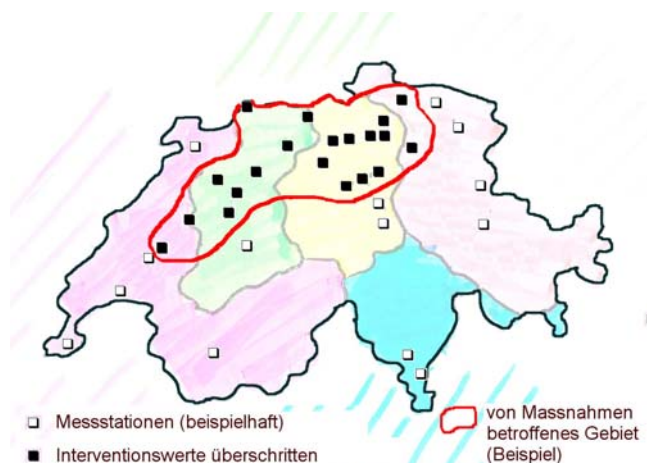 Messstationen (beispielhaft)
Interventionswerte überschritten
von Massnahmen
betroffenes Gebiet
(Beispiel)